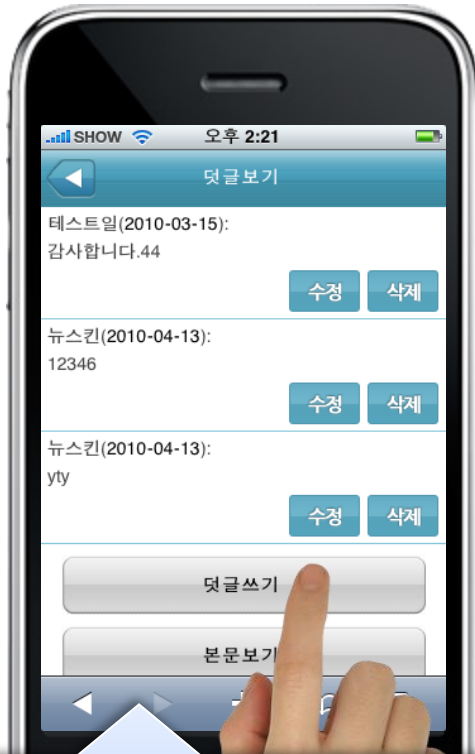 SHOW 오후 2:21
덧글보기
테스트일(2010-03-15):
감사합니다.44
수정 삭제
뉴스킨(2010-04-13):
12346
수정 삭제
뉴스킨(2010-04-13):
yty
수정 삭제
덧글쓰기
본문보기